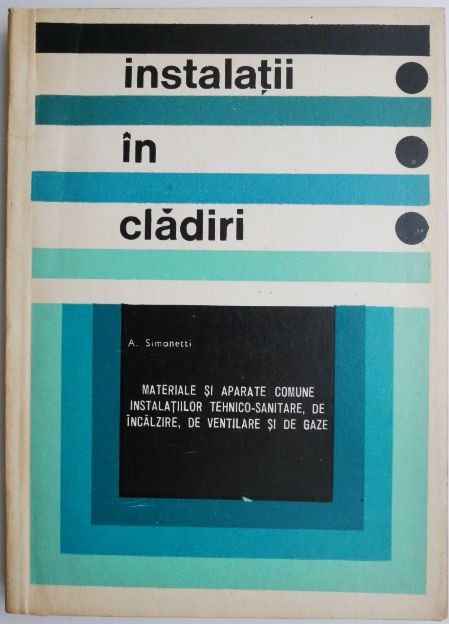 instalații
în
clădiri
A. Simonetti
MATERIALE ȘI APARATE COMUNE
INSTALAȚIILOR TEHNICO-SANITARE, DE
ÎNCĂLZIRE, DE VENTILARE ȘI DE GAZE